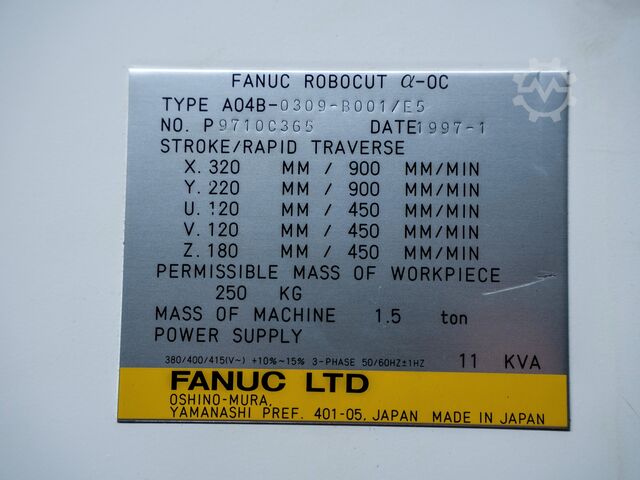 FANUC ROBOCUT α-OC
TYPE A04B-0309-B001/E5
NO. P9710C365 DATE 1997-1
STROKE/RAPID TRAVERSE
X. 320 MM / 900 MM/MIN
Y. 220 MM / 900 MM/MIN
U. 120 MM / 450 MM/MIN
V. 120 MM / 450 MM/MIN
Z. 180 MM / 450 MM/MIN
PERMISSIBLE MASS OF WORKPIECE
250 KG
MASS OF MACHINE 1.5 ton
POWER SUPPLY
380/400/415(V~) +10%-15% 3-PHASE 50/60HZ±1HZ 11 KVA
FANUC LTD
OSHINO-MURA,
YAMANASHI PREF. 401-05, JAPAN MADE IN JAPAN